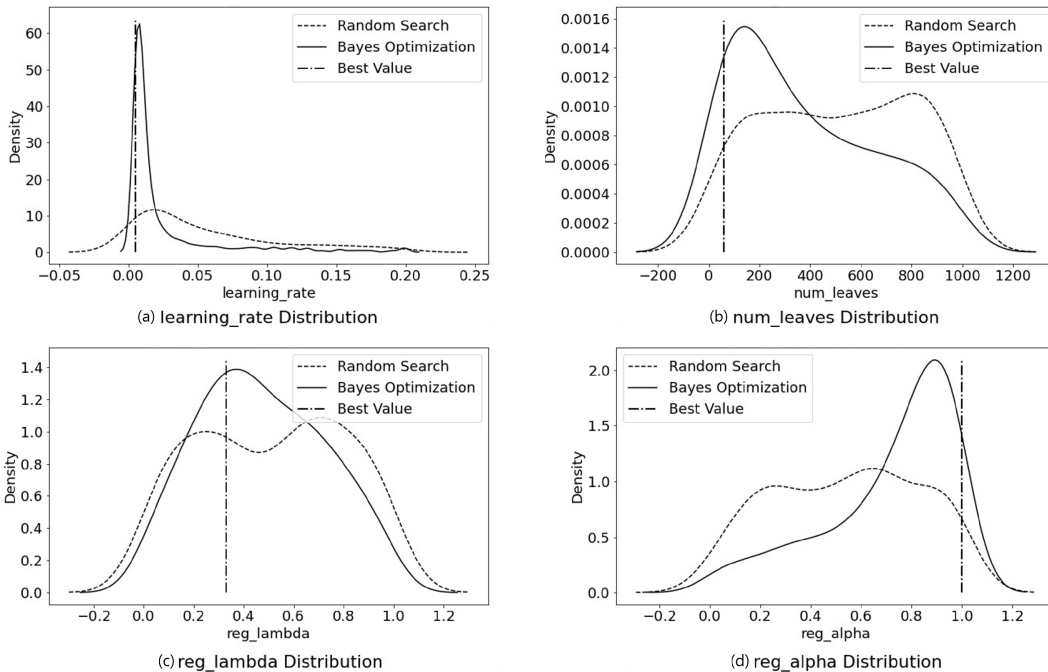 60
50
40
30
20
10
0
Density
Random Search
Bayes Optimization
Best Value
−0.05 0.00 0.05 0.10 0.15 0.20 0.25
learning_rate
(a) learning_rate Distribution
0.0016
0.0014
0.0012
0.0010
0.0008
0.0006
0.0004
0.0002
0.0000
Density
Random Search
Bayes Optimization
Best Value
−200 0 200 400 600 800 1000 1200
num_leaves
(b) num_leaves Distribution
1.4
1.2
1.0
0.8
0.6
0.4
0.2
0.0
Density
Random Search
Bayes Optimization
Best Value
−0.2 0.0 0.2 0.4 0.6 0.8 1.0 1.2
reg_lambda
(c) reg_lambda Distribution
2.0
1.5
1.0
0.5
0.0
Density
Random Search
Bayes Optimization
Best Value
−0.2 0.0 0.2 0.4 0.6 0.8 1.0 1.2
reg_alpha
(d) reg_alpha Distribution